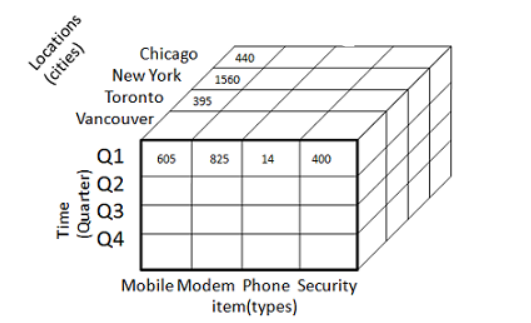 Locations
(cities)
Chicago 440
New York 1560
Toronto 395
Vancouver
Q1 605 825 14 400
Q2
Q3
Q4
Time
(Quarter)
Mobile Modem Phone Security
item(types)